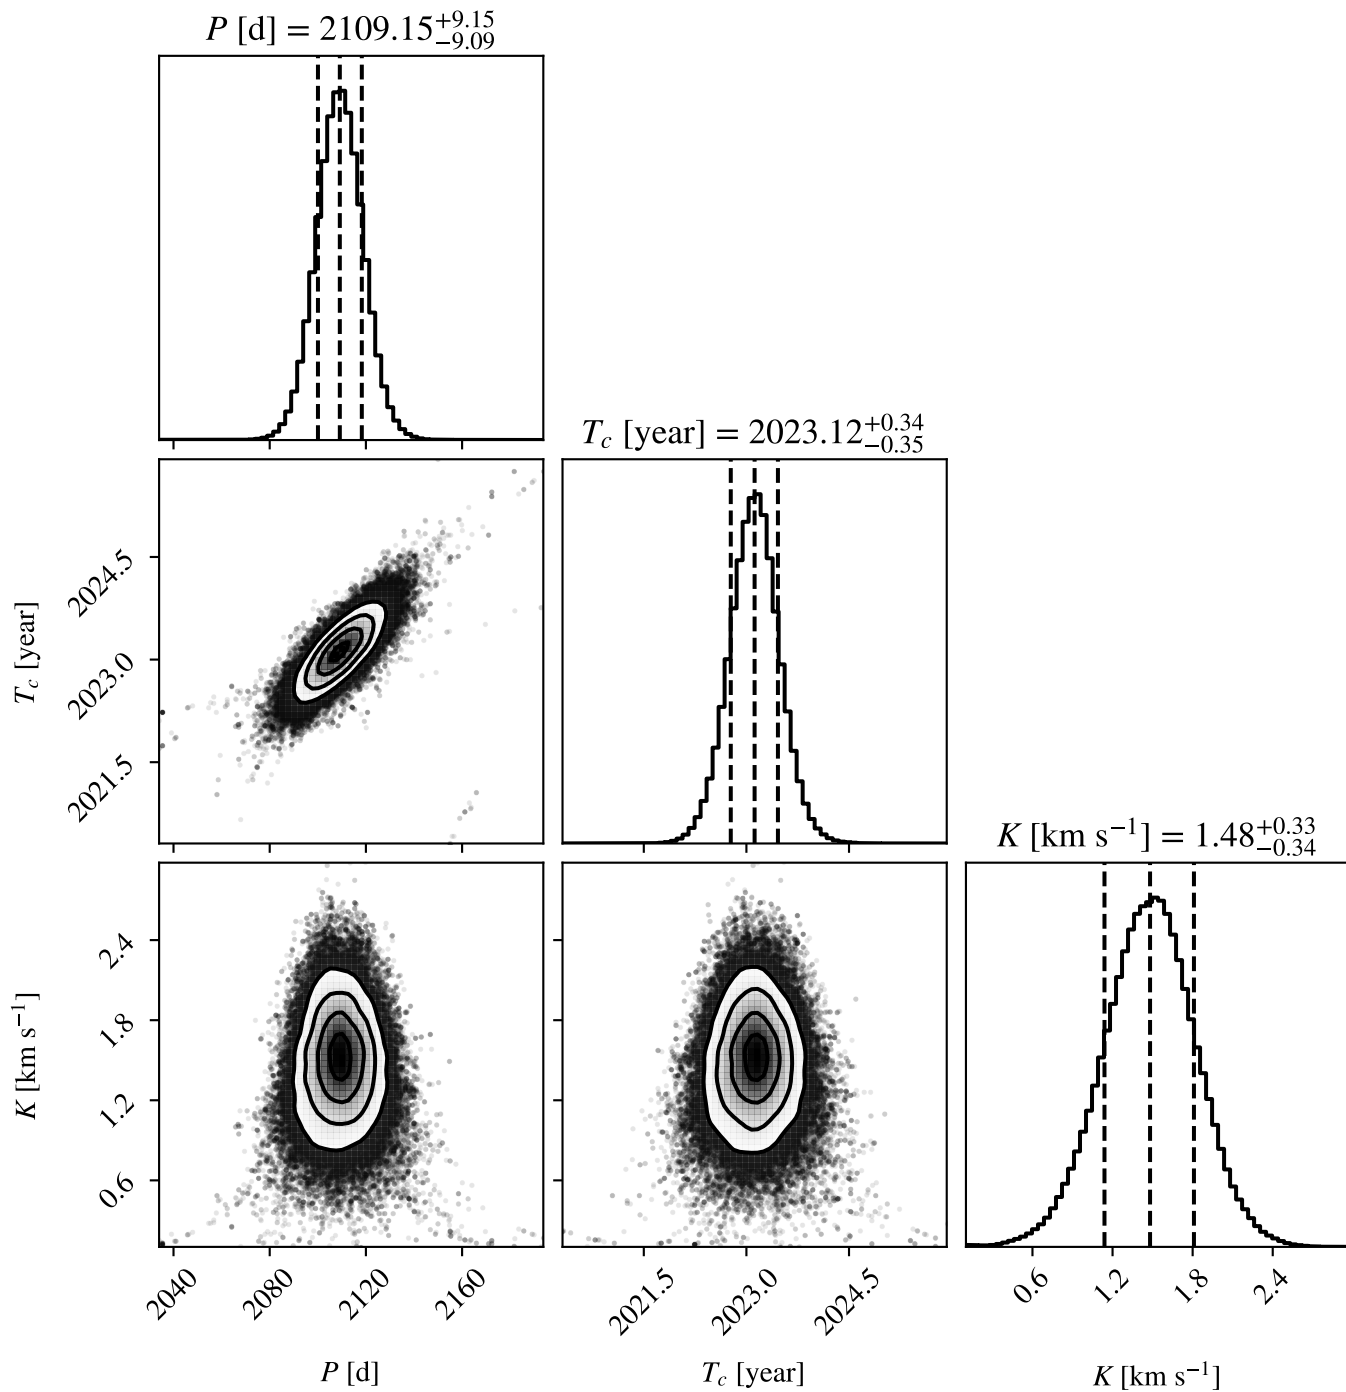 P [d] = 2109.15 +9.15 −9.09
T_c [year] = 2023.12 +0.34 −0.35
T_c [year]
2024.5
2023.0
2021.5
K [km s⁻¹] = 1.48 +0.33 −0.34
K [km s⁻¹]
2.4
1.8
1.2
0.6
2040 2080 2120 2160
2021.5 2023.0 2024.5
0.6 1.2 1.8 2.4
P [d]
T_c [year]
K [km s⁻¹]